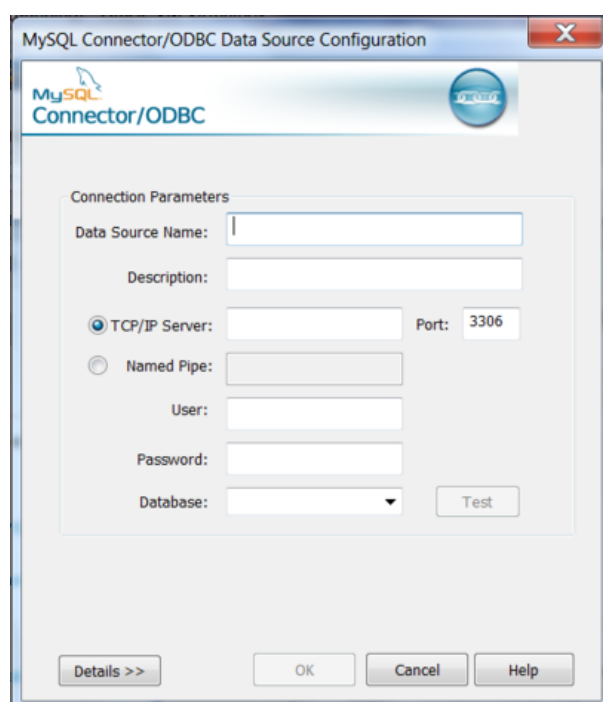 MySQL Connector/ODBC Data Source Configuration
MySQL
Connector/ODBC
Connection Parameters
Data Source Name:
Description:
TCP/IP Server: Port: 3306
Named Pipe:
User:
Password:
Database: Test
Details >> OK Cancel Help